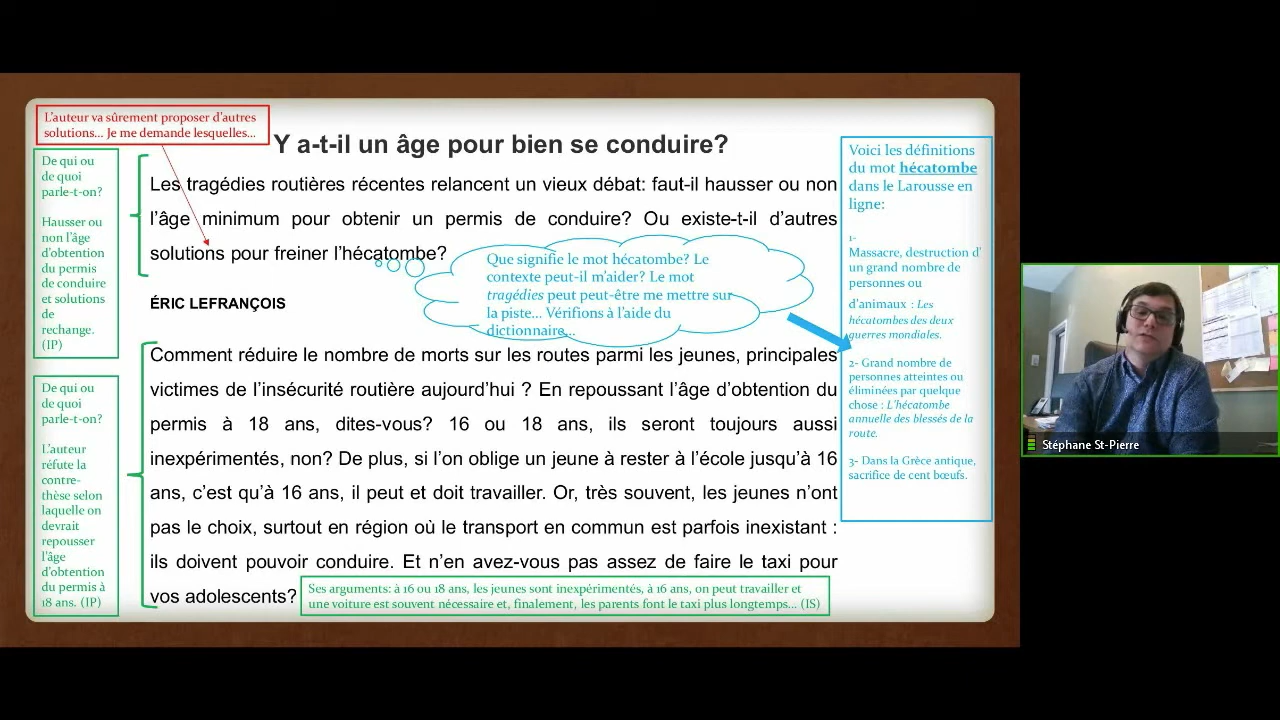 L'auteur va sûrement proposer d'autres
solutions... Je me demande lesquelles...
Y a-t-il un âge pour bien se conduire?
De qui ou
de quoi
parle-t-on?
Hausser ou
non l'âge
d'obtention
du permis
de conduire
et solutions
de
rechange.
(IP)
Les tragédies routières récentes relancent un vieux débat: faut-il hausser ou non
l'âge minimum pour obtenir un permis de conduire? Ou existe-t-il d'autres
solutions pour freiner l'hécatombe?
Que signifie le mot hécatombe? Le
contexte peut-il m'aider? Le mot
tragédies peut peut-être me mettre sur
la piste... Vérifions à l'aide du
dictionnaire...
ÉRIC LEFRANÇOIS
Voici les définitions
du mot hécatombe
dans le Larousse en
ligne:
1-
Massacre, destruction d'
un grand nombre de
personnes ou
d'animaux : Les
hécatombes des deux
guerres mondiales.
2- Grand nombre de
personnes atteintes ou
éliminées par quelque
chose : L'hécatombe
annuelle des blessés de la
route.
3- Dans la Grèce antique,
sacrifice de cent bœufs.
De qui ou
de quoi
parle-t-on?
L'auteur
réfute la
contre-
thèse selon
laquelle on
devrait
repousser
l'âge
d'obtention
du permis à
18 ans. (IP)
Comment réduire le nombre de morts sur les routes parmi les jeunes, principales
victimes de l'insécurité routière aujourd'hui ? En repoussant l'âge d'obtention du
permis à 18 ans, dites-vous? 16 ou 18 ans, ils seront toujours aussi
inexpérimentés, non? De plus, si l'on oblige un jeune à rester à l'école jusqu'à 16
ans, c'est qu'à 16 ans, il peut et doit travailler. Or, très souvent, les jeunes n'ont
pas le choix, surtout en région où le transport en commun est parfois inexistant :
ils doivent pouvoir conduire. Et n'en avez-vous pas assez de faire le taxi pour
vos adolescents?
Ses arguments: à 16 ou 18 ans, les jeunes sont inexpérimentés, à 16 ans, on peut travailler et
une voiture est souvent nécessaire et, finalement, les parents font le taxi plus longtemps... (IS)
Stéphane St-Pierre